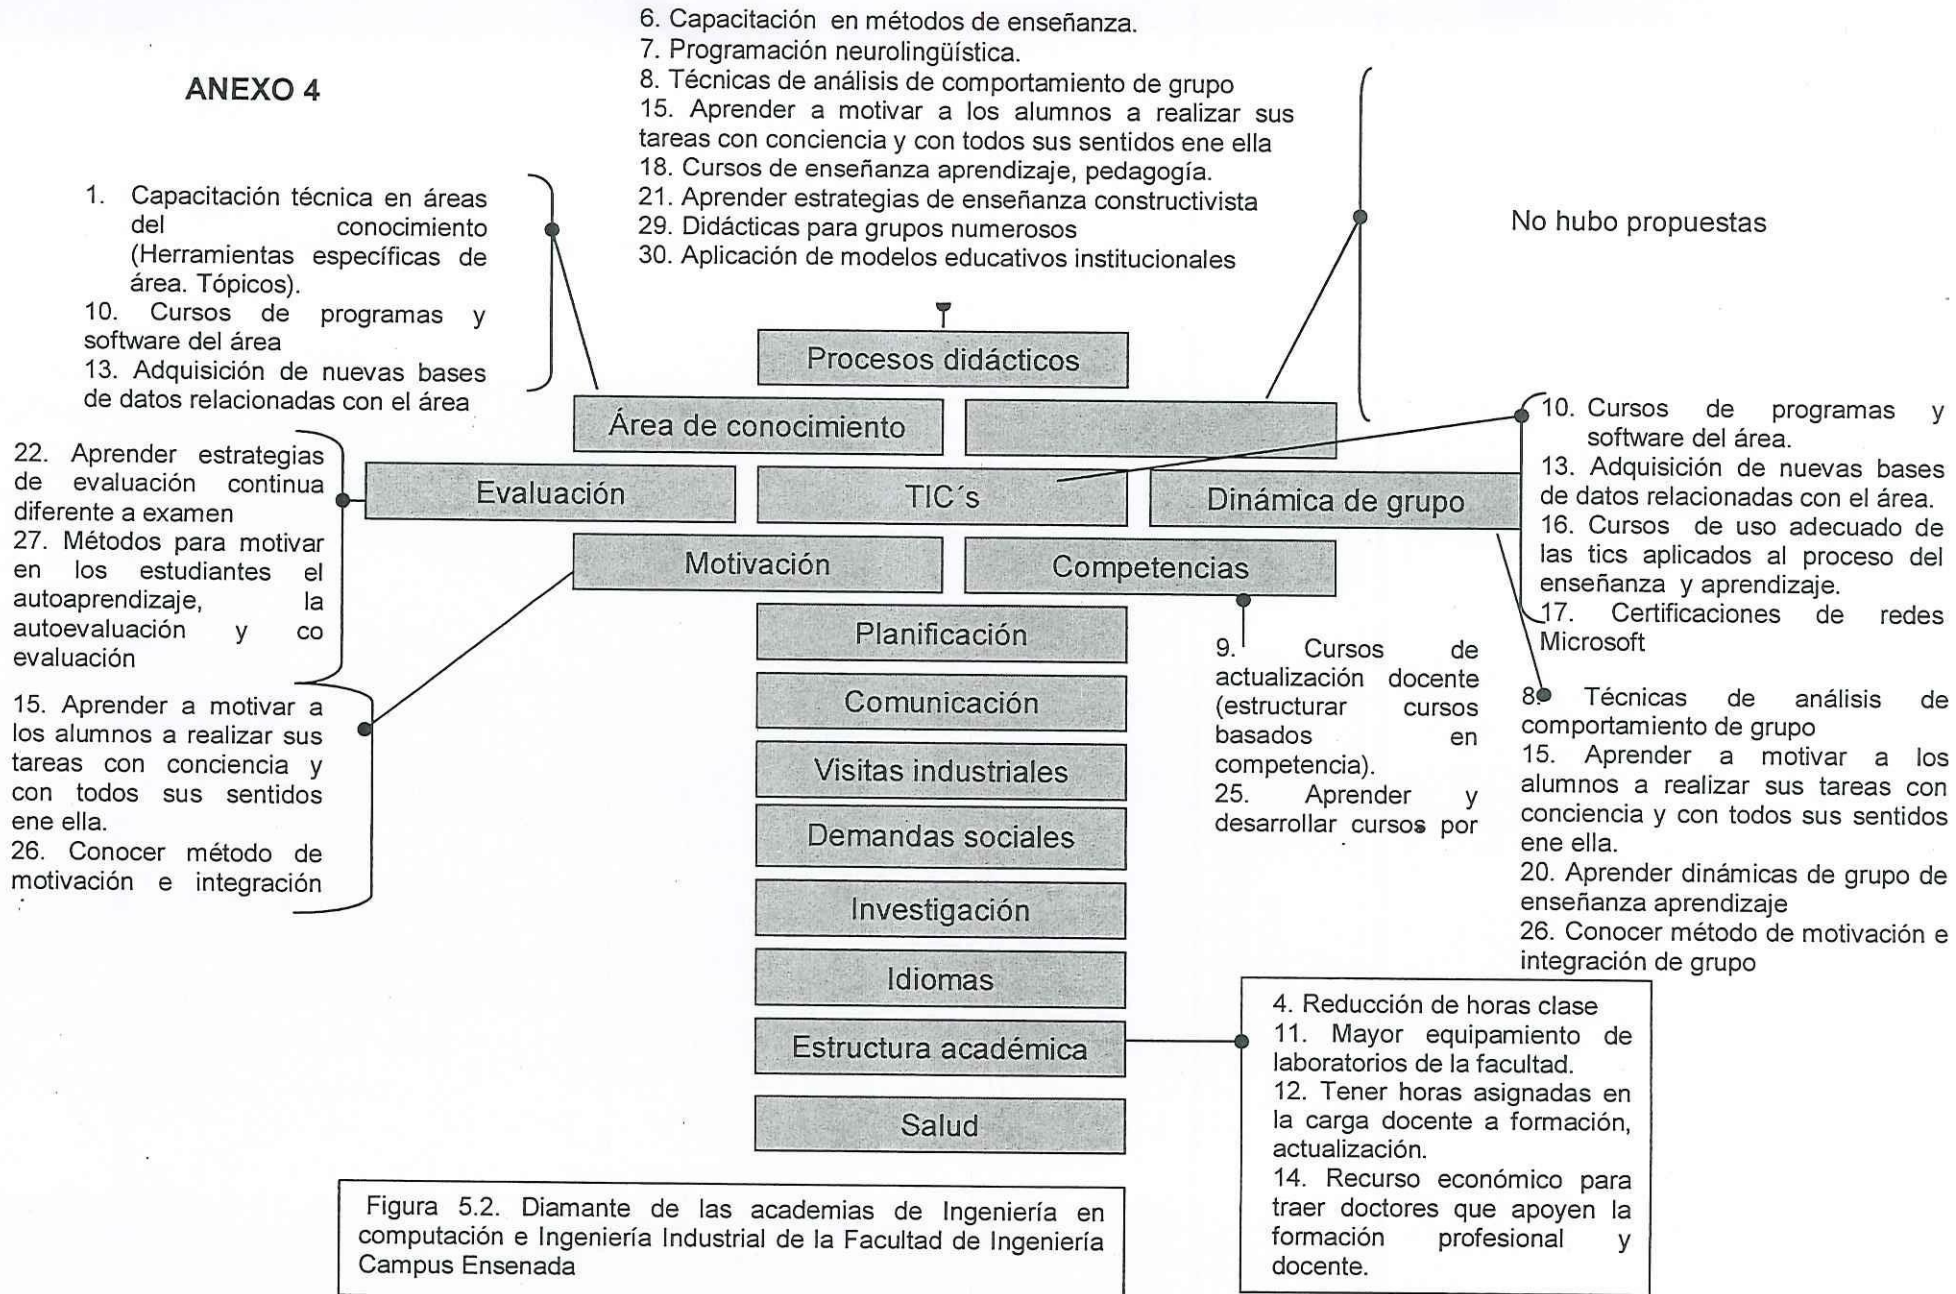 ANEXO 4
6. Capacitación en métodos de enseñanza.
7. Programación neurolingüística.
8. Técnicas de análisis de comportamiento de grupo
15. Aprender a motivar a los alumnos a realizar sus
tareas con conciencia y con todos sus sentidos ene ella
18. Cursos de enseñanza aprendizaje, pedagogía.
21. Aprender estrategias de enseñanza constructivista
29. Didácticas para grupos numerosos
30. Aplicación de modelos educativos institucionales
No hubo propuestas
1. Capacitación técnica en áreas
del conocimiento
(Herramientas específicas de
área. Tópicos).
10. Cursos de programas y
software del área
13. Adquisición de nuevas bases
de datos relacionadas con el área
22. Aprender estrategias
de evaluación continua
diferente a examen
27. Métodos para motivar
en los estudiantes el
autoaprendizaje, la
autoevaluación y co
evaluación
15. Aprender a motivar a
los alumnos a realizar sus
tareas con conciencia y
con todos sus sentidos
ene ella.
26. Conocer método de
motivación e integración
Procesos didácticos
Área de conocimiento
Evaluación
TIC´s
Dinámica de grupo
Motivación
Competencias
Planificación
Comunicación
Visitas industriales
Demandas sociales
Investigación
Idiomas
Estructura académica
Salud
10. Cursos de programas y
software del área.
13. Adquisición de nuevas bases
de datos relacionadas con el área.
16. Cursos de uso adecuado de
las tics aplicados al proceso del
enseñanza y aprendizaje.
17. Certificaciones de redes
Microsoft
9. Cursos de
actualización docente
(estructurar cursos
basados en
competencia).
25. Aprender y
desarrollar cursos por
8. Técnicas de análisis de
comportamiento de grupo
15. Aprender a motivar a los
alumnos a realizar sus tareas con
conciencia y con todos sus sentidos
ene ella.
20. Aprender dinámicas de grupo de
enseñanza aprendizaje
26. Conocer método de motivación e
integración de grupo
4. Reducción de horas clase
11. Mayor equipamiento de
laboratorios de la facultad.
12. Tener horas asignadas en
la carga docente a formación,
actualización.
14. Recurso económico para
traer doctores que apoyen la
formación profesional y
docente.
Figura 5.2. Diamante de las academias de Ingeniería en
computación e Ingeniería Industrial de la Facultad de Ingeniería
Campus Ensenada